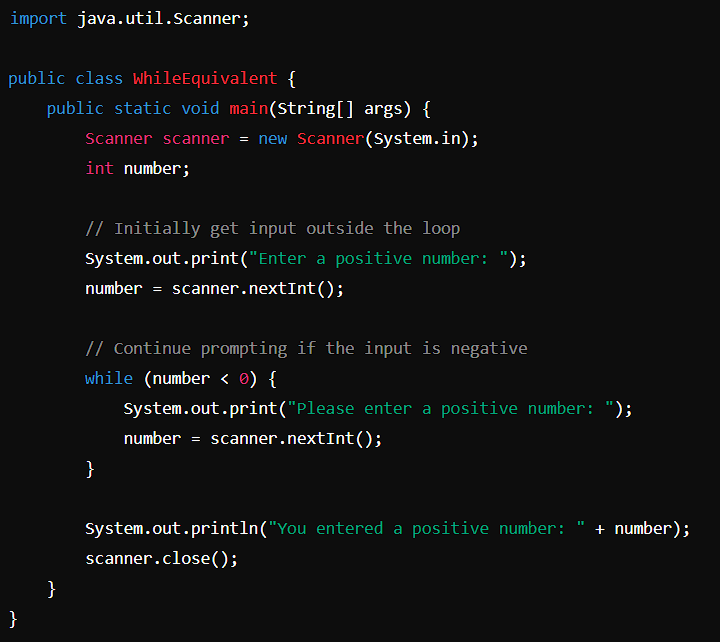 import java.util.Scanner;

public class WhileEquivalent {
    public static void main(String[] args) {
        Scanner scanner = new Scanner(System.in);
        int number;

        // Initially get input outside the loop
        System.out.print("Enter a positive number: ");
        number = scanner.nextInt();

        // Continue prompting if the input is negative
        while (number < 0) {
            System.out.print("Please enter a positive number: ");
            number = scanner.nextInt();
        }

        System.out.println("You entered a positive number: " + number);
        scanner.close();
    }
}